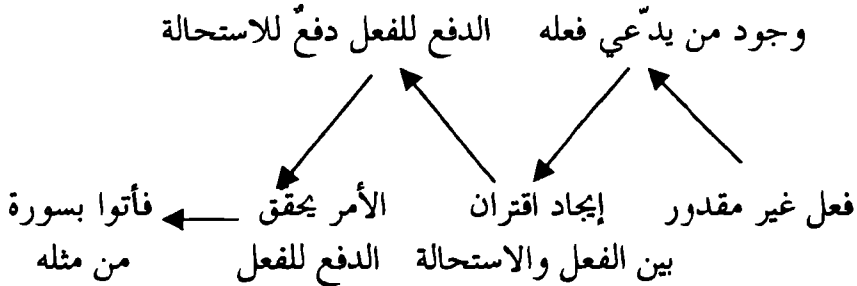 وجود من يدّعي فعله
الدفع للفعل دفعٌ للاستحالة
فعل غير مقدور
إيجاد اقتران
بين الفعل والاستحالة
الأمر يحقّق
الدفع للفعل
فأتوا بسورة
من مثله